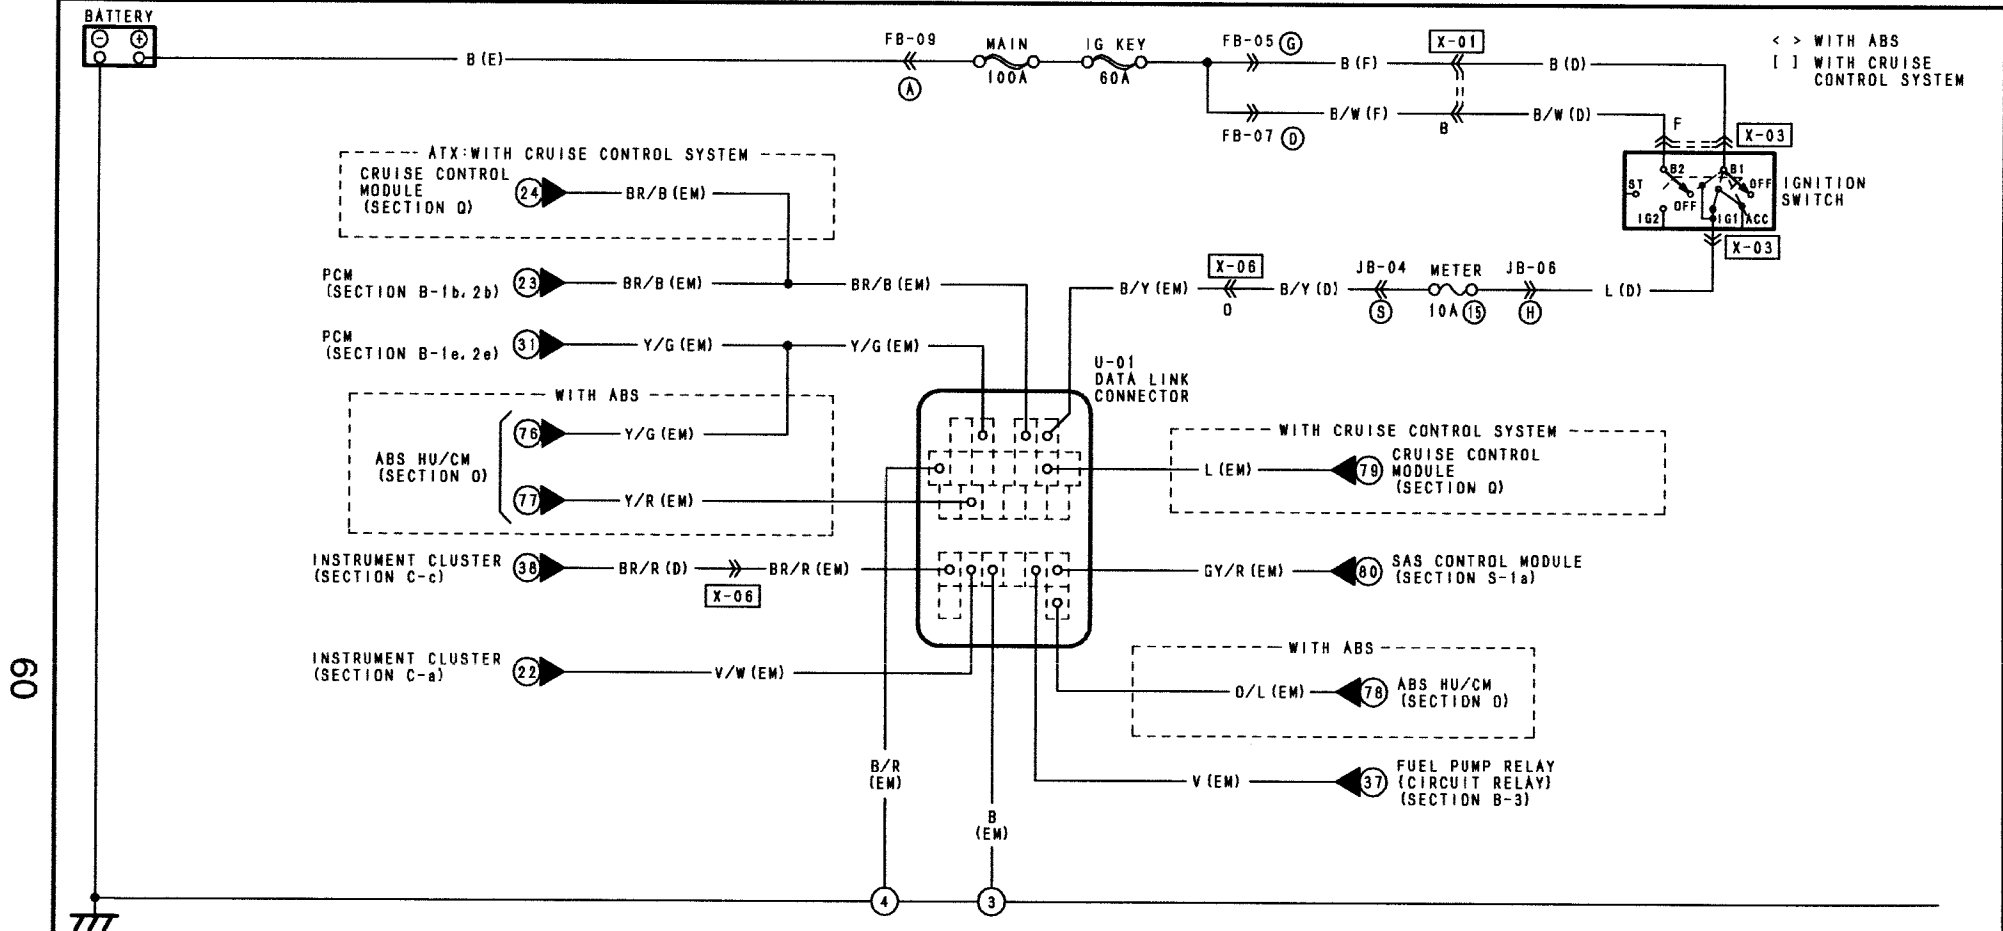 BATTERY
B(E)
FB-09
A
MAIN
100A
IG KEY
60A
FB-05 G
B(F)
X-01
B(D)
< > WITH ABS
[ ] WITH CRUISE
CONTROL SYSTEM
FB-07 D
B/W(F)
B
B/W(D)
F
X-03
B2
B1
ST
OFF
OFF
IG2
IG1
ACC
IGNITION
SWITCH
X-03
ATX:WITH CRUISE CONTROL SYSTEM
CRUISE CONTROL
MODULE
(SECTION Q)
24
BR/B(EM)
PCM
(SECTION B-1b,2b)
23
BR/B(EM)
BR/B(EM)
B/Y(EM)
X-06
O
B/Y(D)
JB-04
S
METER
10A 15
JB-06
H
L(D)
PCM
(SECTION B-1e,2e)
31
Y/G(EM)
Y/G(EM)
U-01
DATA LINK
CONNECTOR
WITH ABS
ABS HU/CM
(SECTION O)
76
Y/G(EM)
77
Y/R(EM)
WITH CRUISE CONTROL SYSTEM
L(EM)
79
CRUISE CONTROL
MODULE
(SECTION Q)
INSTRUMENT CLUSTER
(SECTION C-c)
38
BR/R(D)
X-06
BR/R(EM)
GY/R(EM)
80
SAS CONTROL MODULE
(SECTION S-1a)
INSTRUMENT CLUSTER
(SECTION C-a)
22
V/W(EM)
WITH ABS
O/L(EM)
78
ABS HU/CM
(SECTION O)
B/R
(EM)
B
(EM)
V(EM)
37
FUEL PUMP RELAY
(CIRCUIT RELAY)
(SECTION B-3)
4
3
60